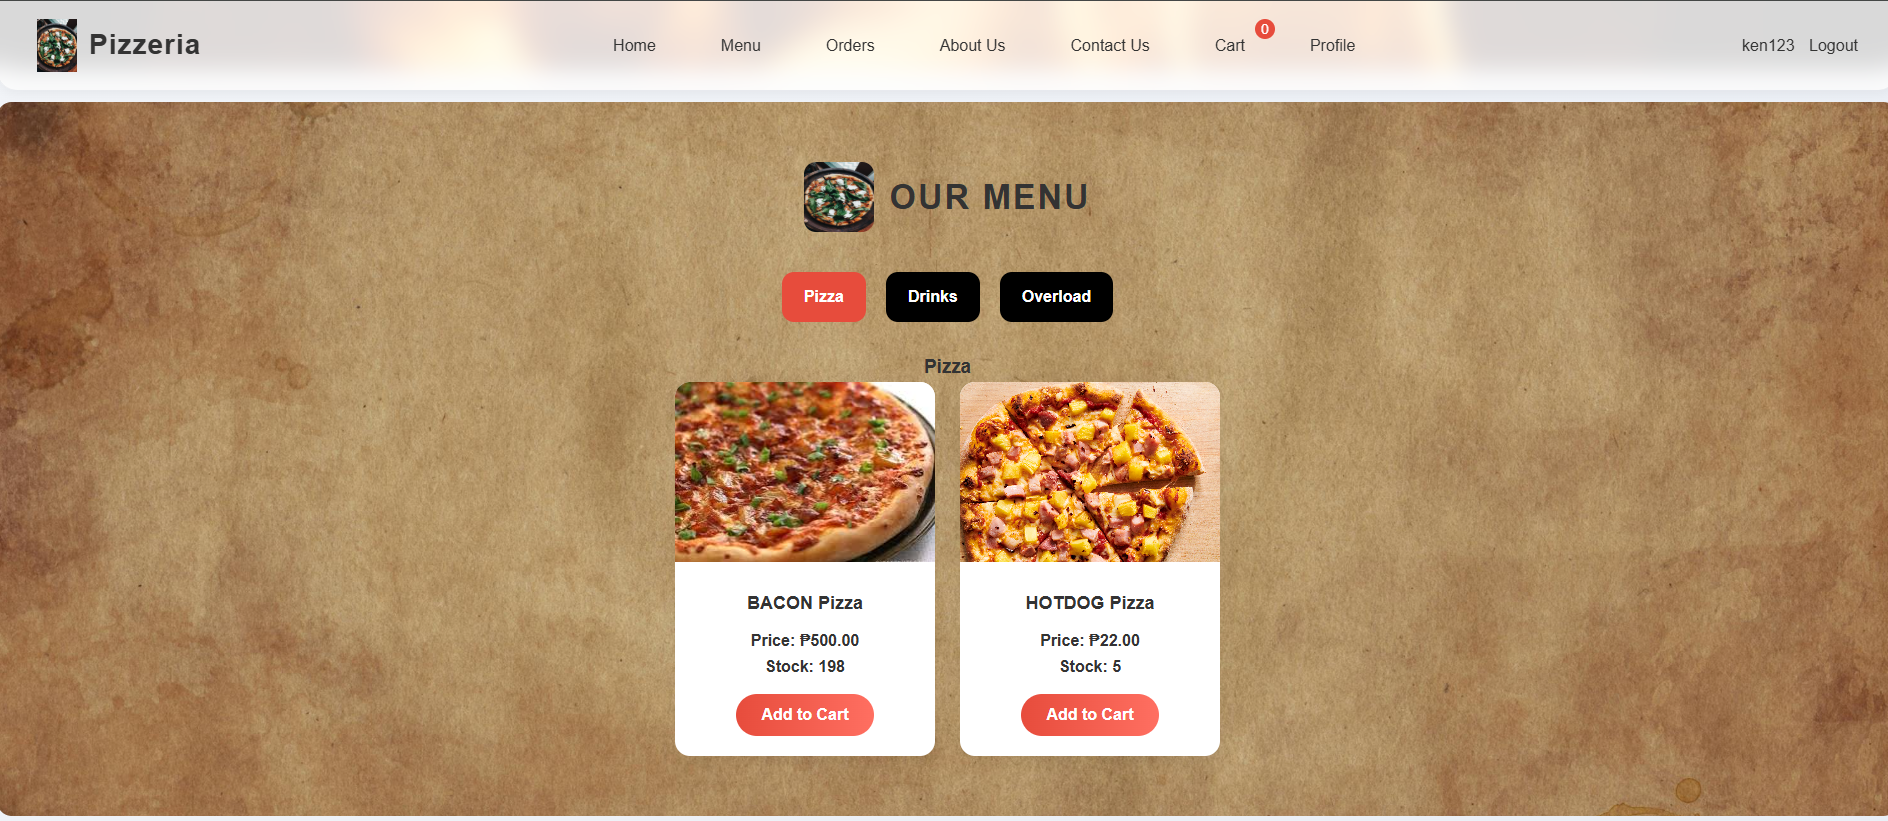 Pizzeria
Home Menu Orders About Us Contact Us Cart 0 Profile
ken123 Logout
OUR MENU
Pizza Drinks Overload
Pizza
BACON Pizza
Price: ₱500.00
Stock: 198
Add to Cart
HOTDOG Pizza
Price: ₱22.00
Stock: 5
Add to Cart